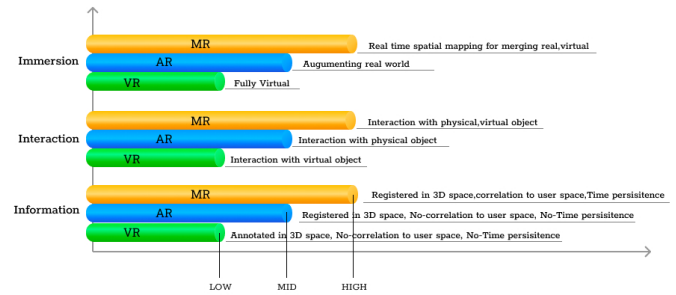 MR
Real time spatial mapping for merging real,virtual
Immersion
AR
Augumenting real world
VR
Fully Virtual
MR
Interaction with physical,virtual object
Interaction
AR
Interaction with physical object
VR
Interaction with virtual object
MR
Registered in 3D space,correlation to user space,Time persisitence
Information
AR
Registered in 3D space, No-correlation to user space, No-Time persisitence
VR
Annotated in 3D space, No-correlation to user space, No-Time persisitence
LOW
MID
HIGH